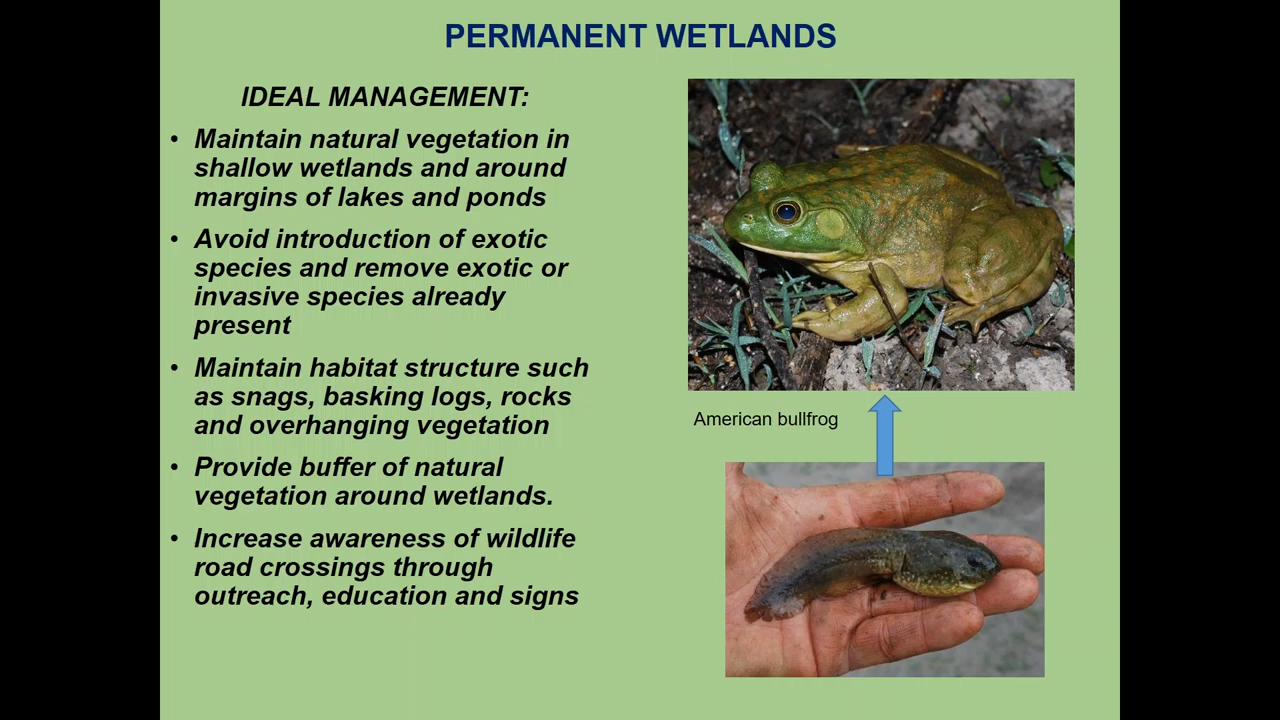 PERMANENT WETLANDS
IDEAL MANAGEMENT:
• Maintain natural vegetation in
shallow wetlands and around
margins of lakes and ponds
• Avoid introduction of exotic
species and remove exotic or
invasive species already
present
• Maintain habitat structure such
as snags, basking logs, rocks
and overhanging vegetation
• Provide buffer of natural
vegetation around wetlands.
• Increase awareness of wildlife
road crossings through
outreach, education and signs
American bullfrog